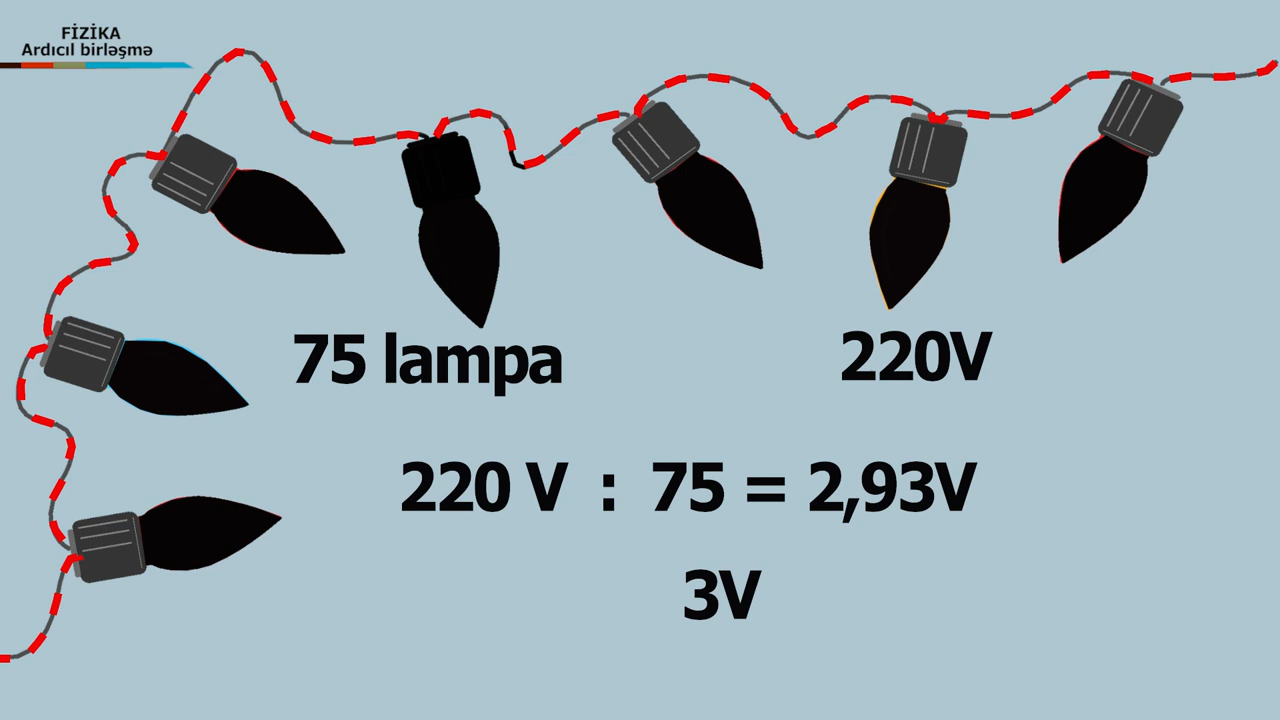 FİZİKA
Ardıcıl birləşmə
75 lampa
220V
220 V : 75 = 2,93V
3V